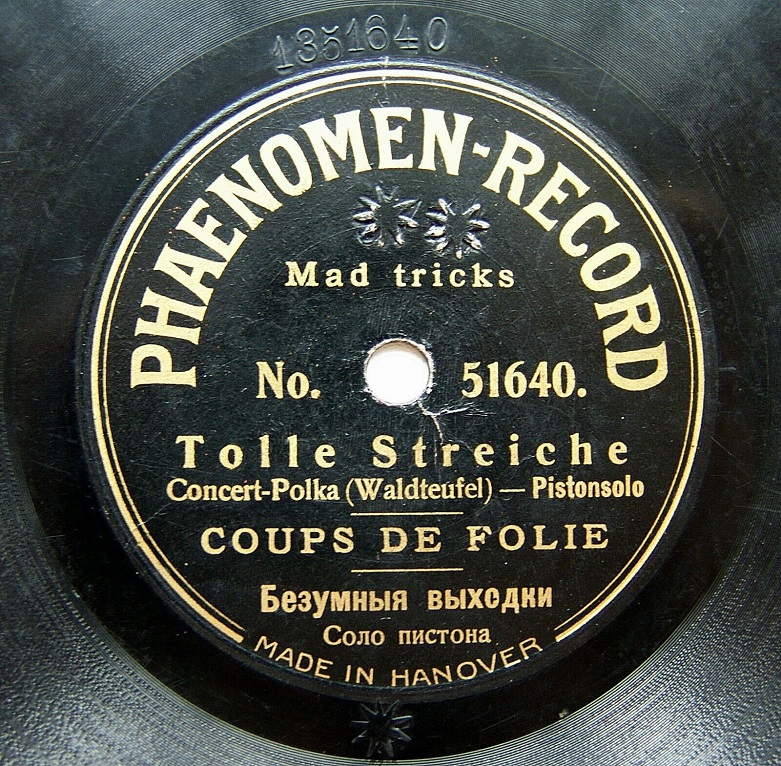 1351640
PHAENOMEN-RECORD
Mad tricks
No. 51640.
Tolle Streiche
Concert-Polka (Waldteufel) — Pistonsolo
COUPS DE FOLIE
Безумныя выходки
Соло пистона
MADE IN HANOVER